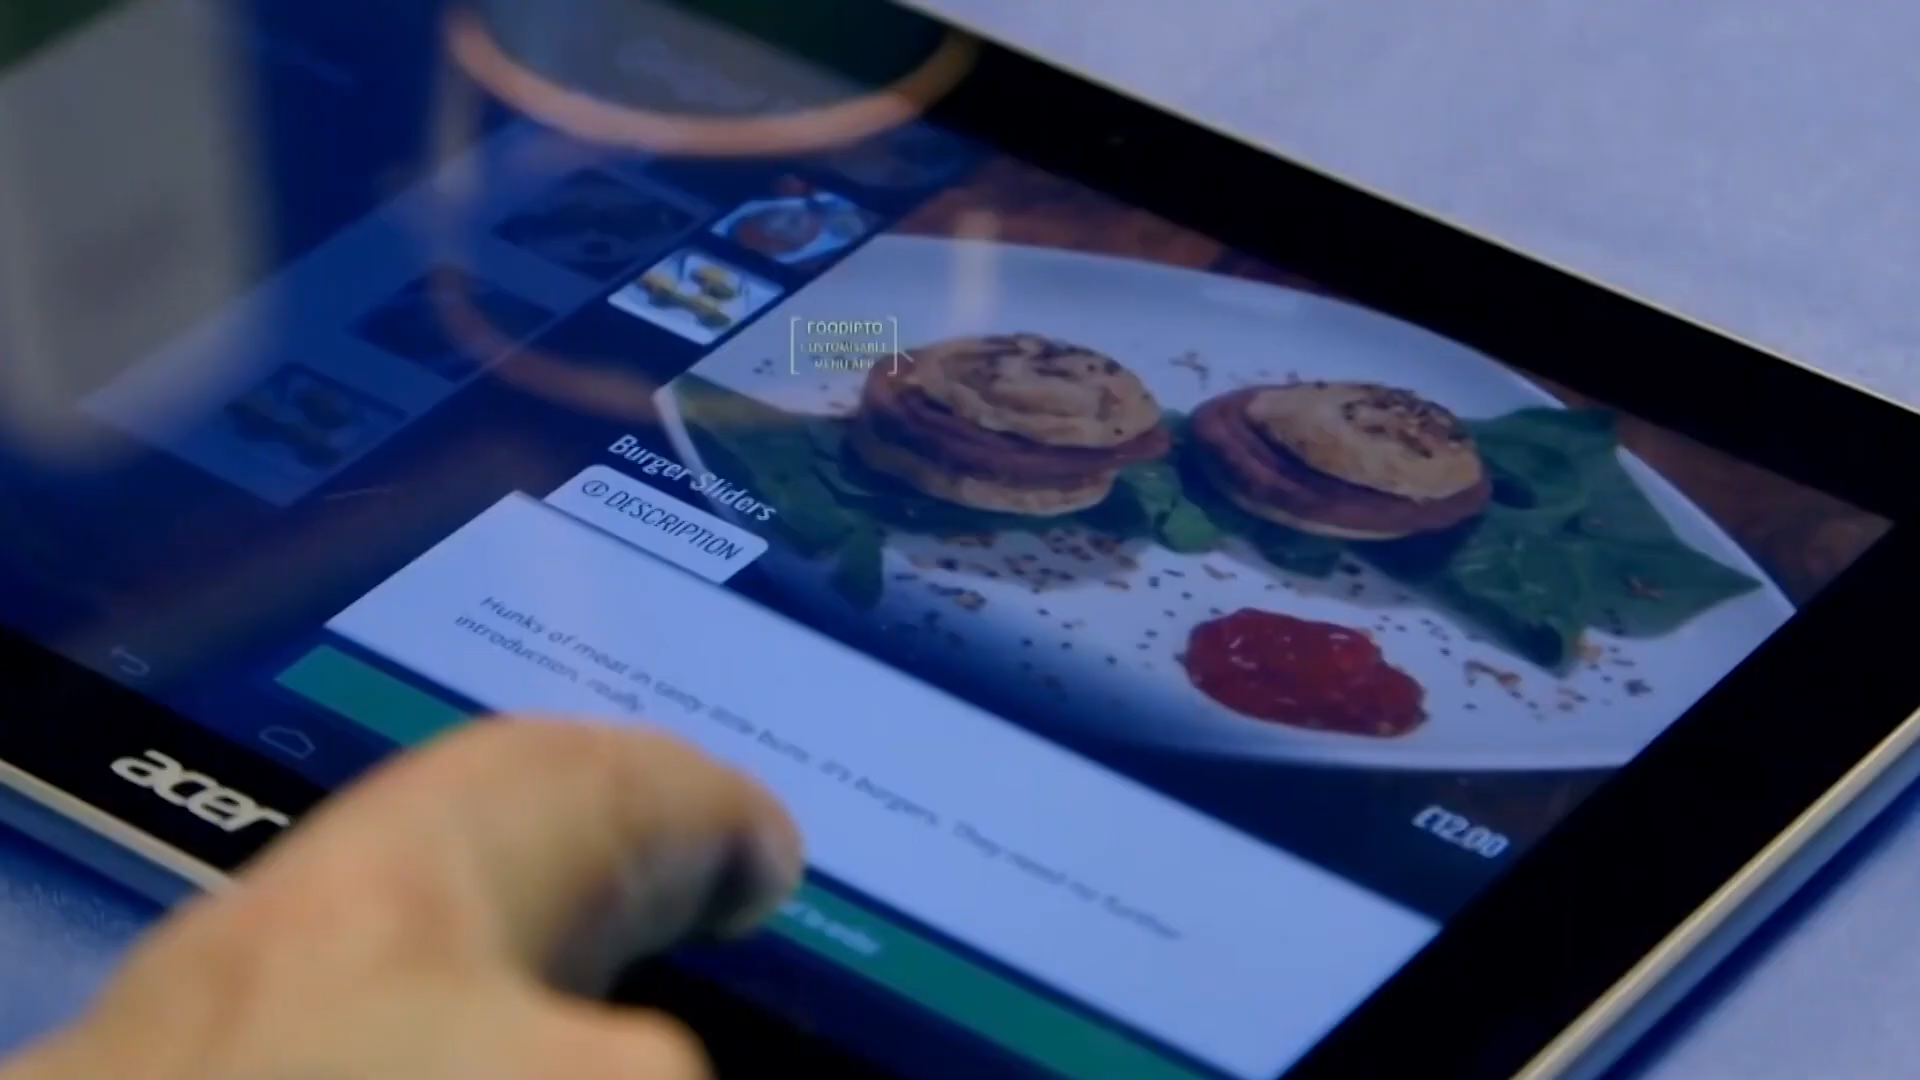 FOODIPTO
CUSTOMISABLE
MENU APP
Burger Sliders
DESCRIPTION
Hunks of meat in tasty little buns. It's burgers. They need no further
introduction, really.
£12.00
acer